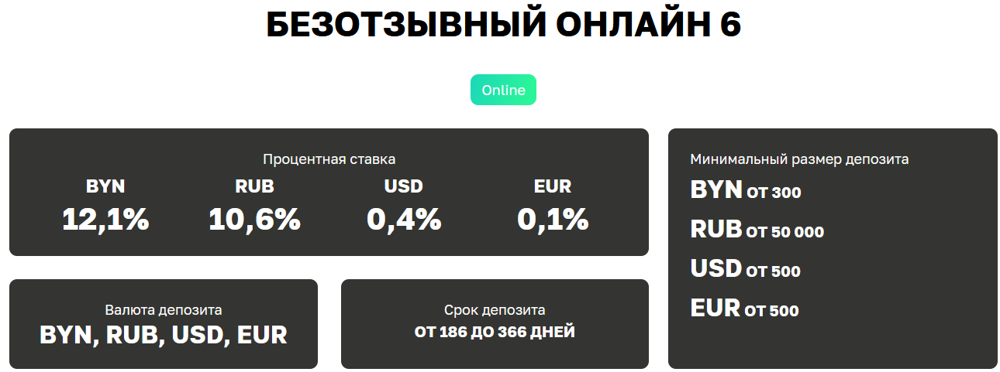 БЕЗОТЗЫВНЫЙ ОНЛАЙН 6
Online
Процентная ставка
BYN RUB USD EUR
12,1% 10,6% 0,4% 0,1%
Минимальный размер депозита
BYN ОТ 300
RUB ОТ 50 000
USD ОТ 500
EUR ОТ 500
Валюта депозита
BYN, RUB, USD, EUR
Срок депозита
ОТ 186 ДО 366 ДНЕЙ